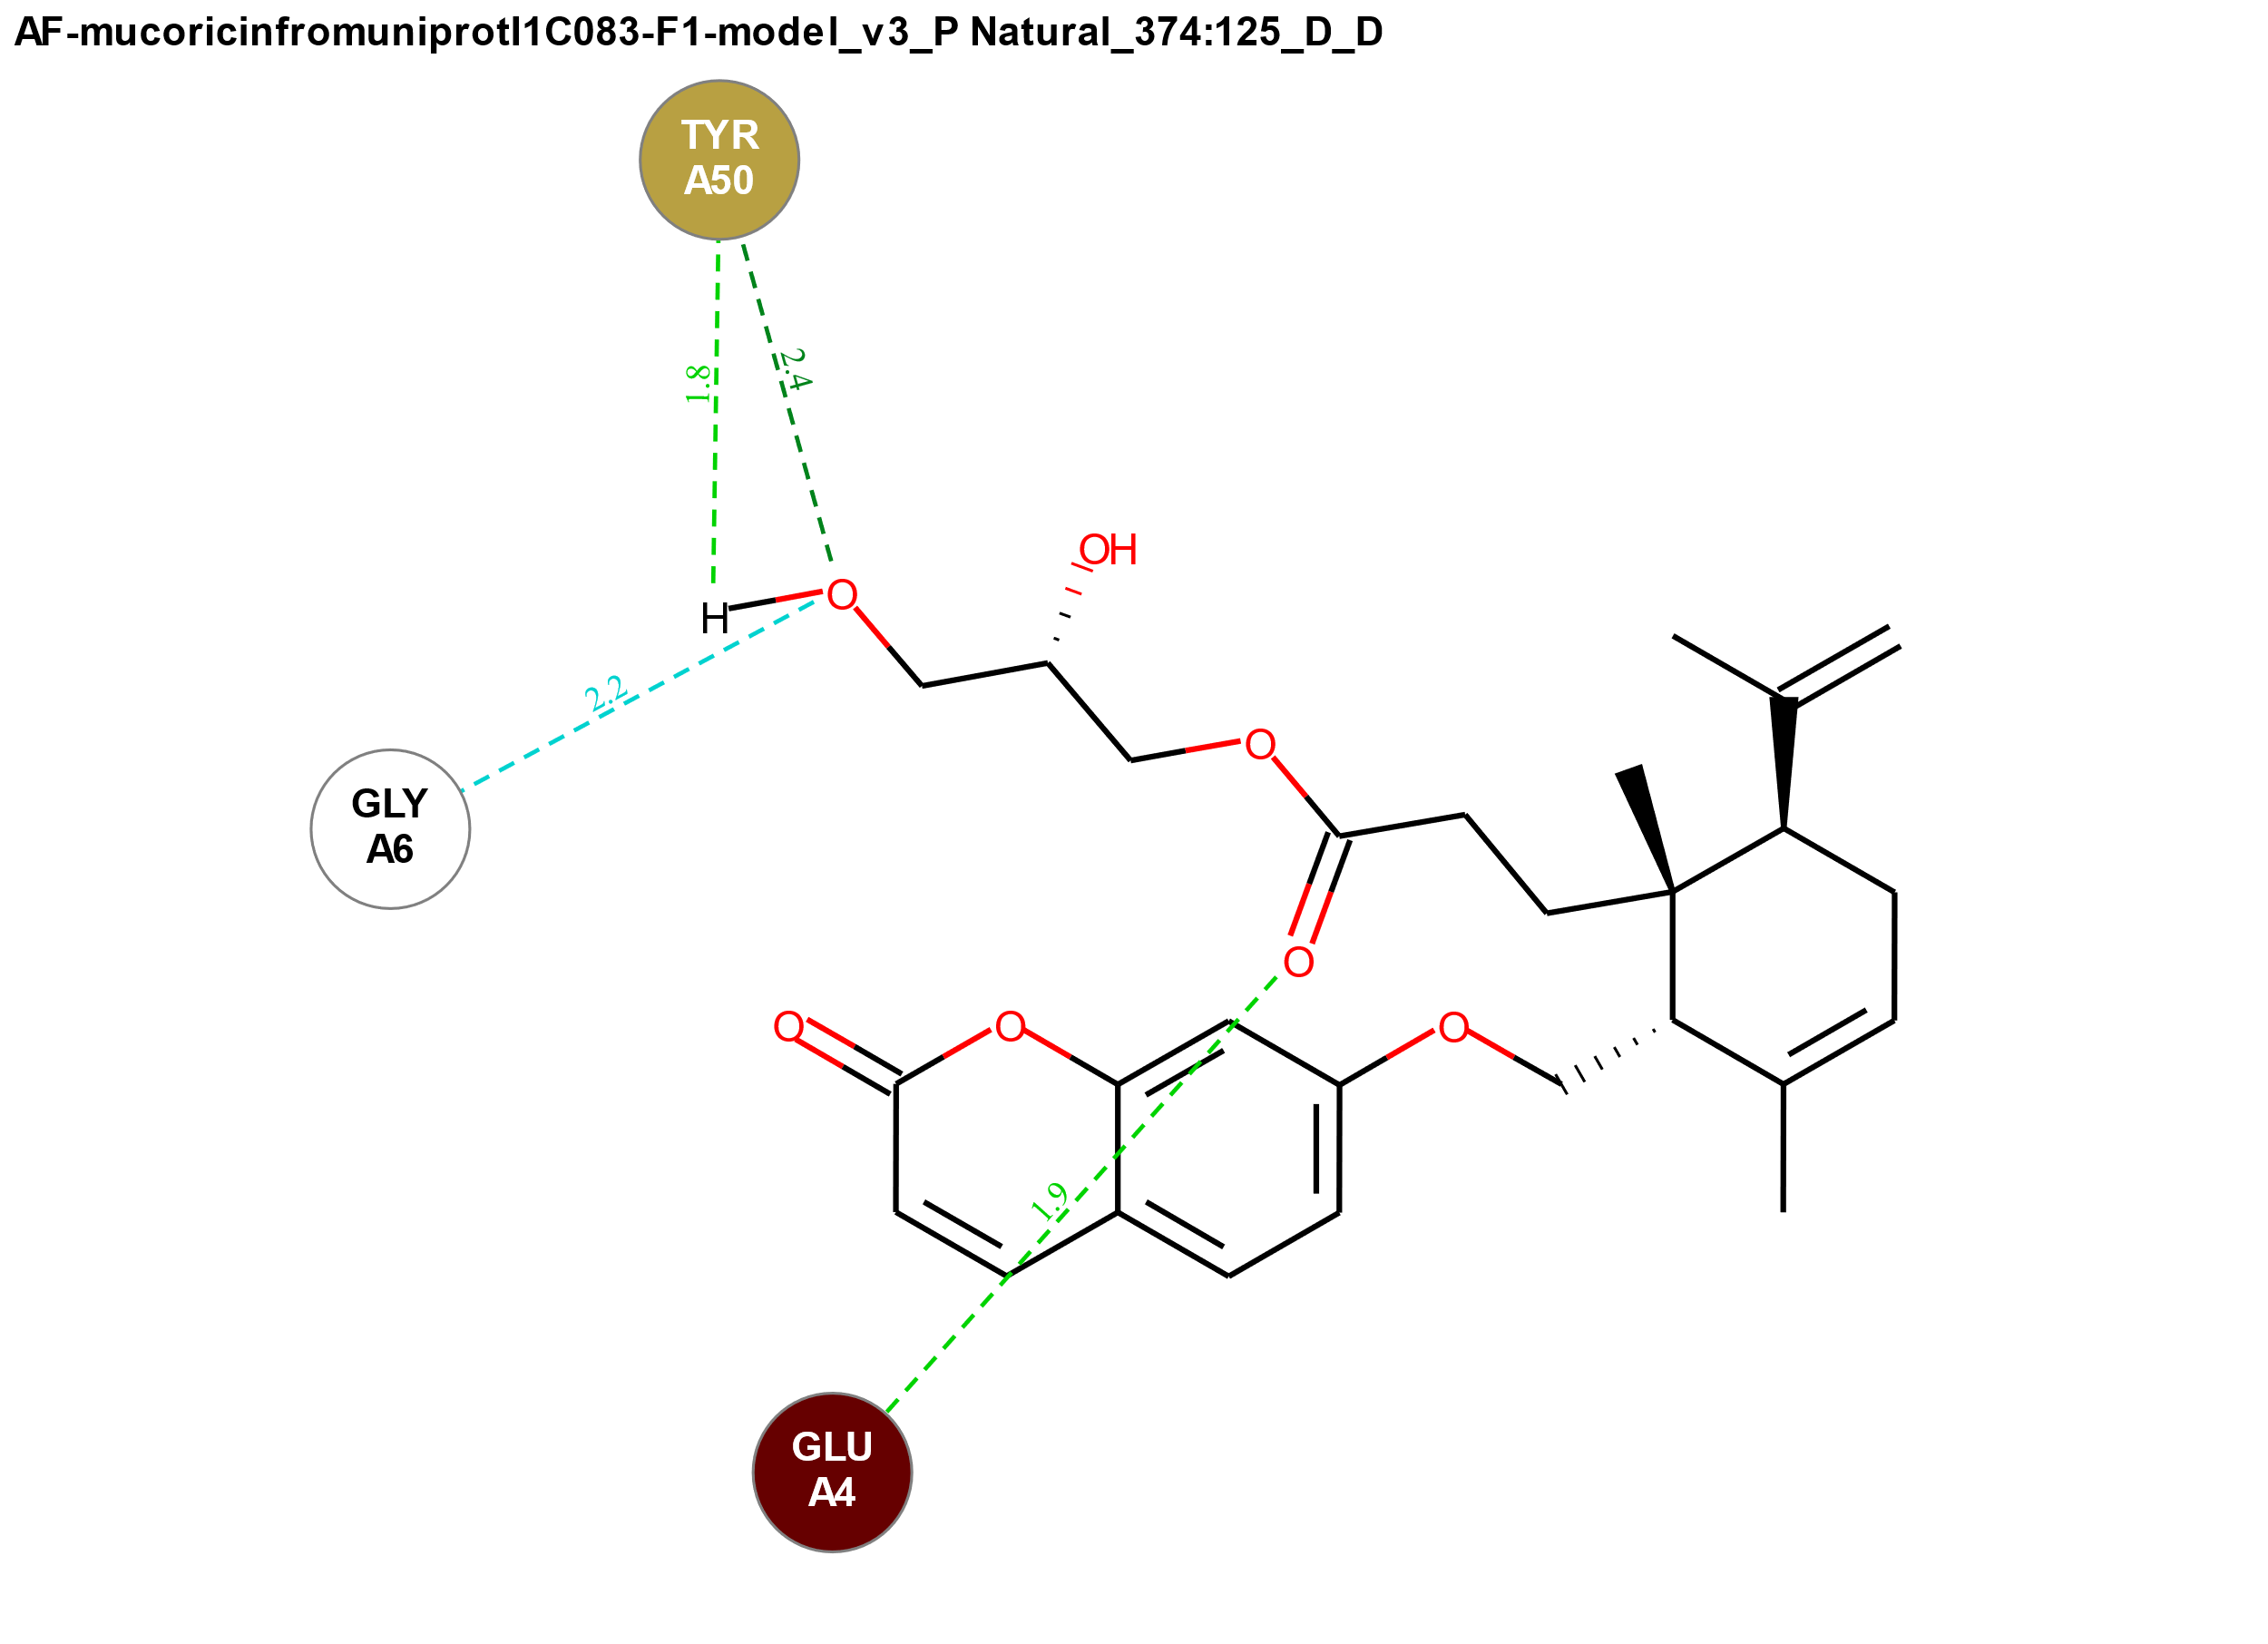 AF-mucoricinfromuniprotI1C083-F1-model_v3_P Natural_374:125_D_D
TYR
A50
1.8
2.4
OH
O
H
2.2
O
GLY
A6
O
O
O
O
1.9
GLU
A4